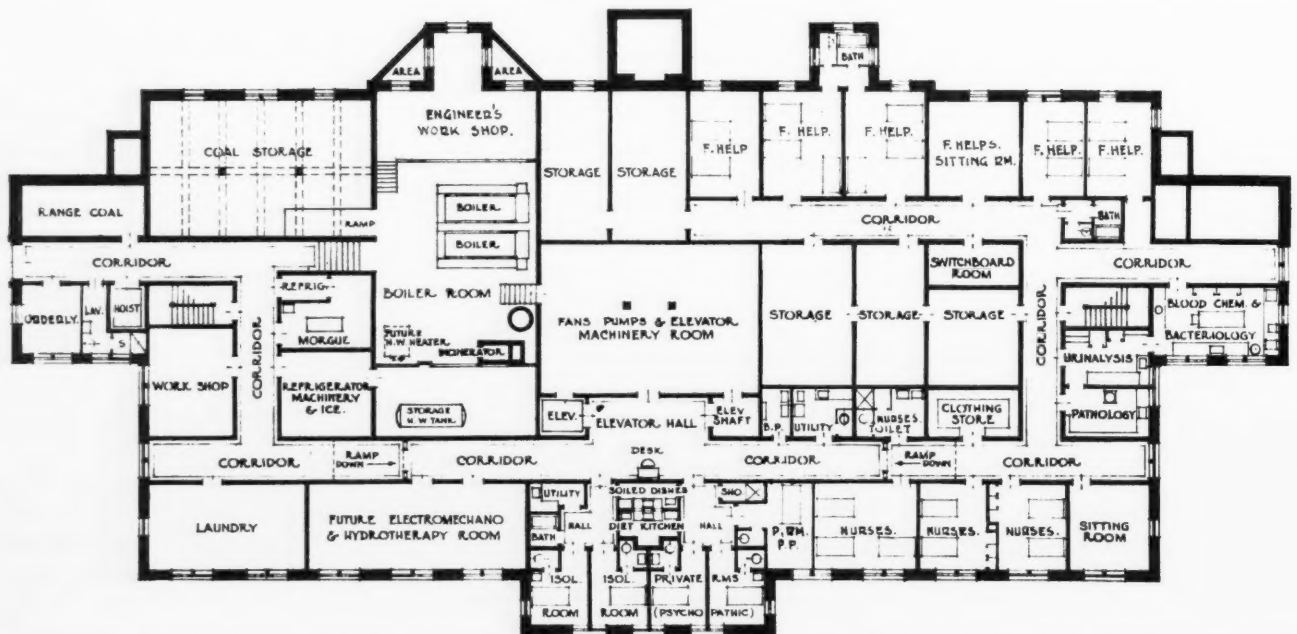 BATH
AREA
AREA
ENGINEER'S
WORK SHOP.
COAL STORAGE
STORAGE
STORAGE
F. HELP
F. HELP.
F. HELP.
F. HELPS.
SITTING RM.
F. HELP.
F. HELP.
RANGE COAL
RAMP
BOILER
BOILER
CORRIDOR
BATH
CORRIDOR
CORRIDOR
REFRIG.
BOILER ROOM
FANS PUMPS & ELEVATOR
MACHINERY ROOM
STORAGE
STORAGE
SWITCHBOARD
ROOM
STORAGE
CORRIDOR
BLOOD CHEM. &
BACTERIOLOGY
ORDERLY.
LAV.
HOIST
S
CORRIDOR
MORGUE
FUTURE
H.W. HEATER
INCINERATOR
URINALYSIS
WORK SHOP
REFRIGERATOR
MACHINERY
& ICE.
STORAGE
H.W. TANK.
ELEV.
ELEVATOR HALL
ELEV
SHAFT
B.P.
UTILITY
NURSES.
TOILET
CLOTHING
STORE
PATHOLOGY
CORRIDOR
RAMP
DOWN
CORRIDOR
DESK
CORRIDOR
RAMP
DOWN
CORRIDOR
LAUNDRY
FUTURE ELECTROMECHANO
& HYDROTHERAPY ROOM
UTILITY
BATH
HALL
SOILED DISHES
DIET KITCHEN
HALL
SHO
P. RM.
P.P.
NURSES.
NURSES.
NURSES.
SITTING
ROOM
ISOL.
ROOM
ISOL.
ROOM
PRIVATE
(PSYCHO
RMS
PATHIC)